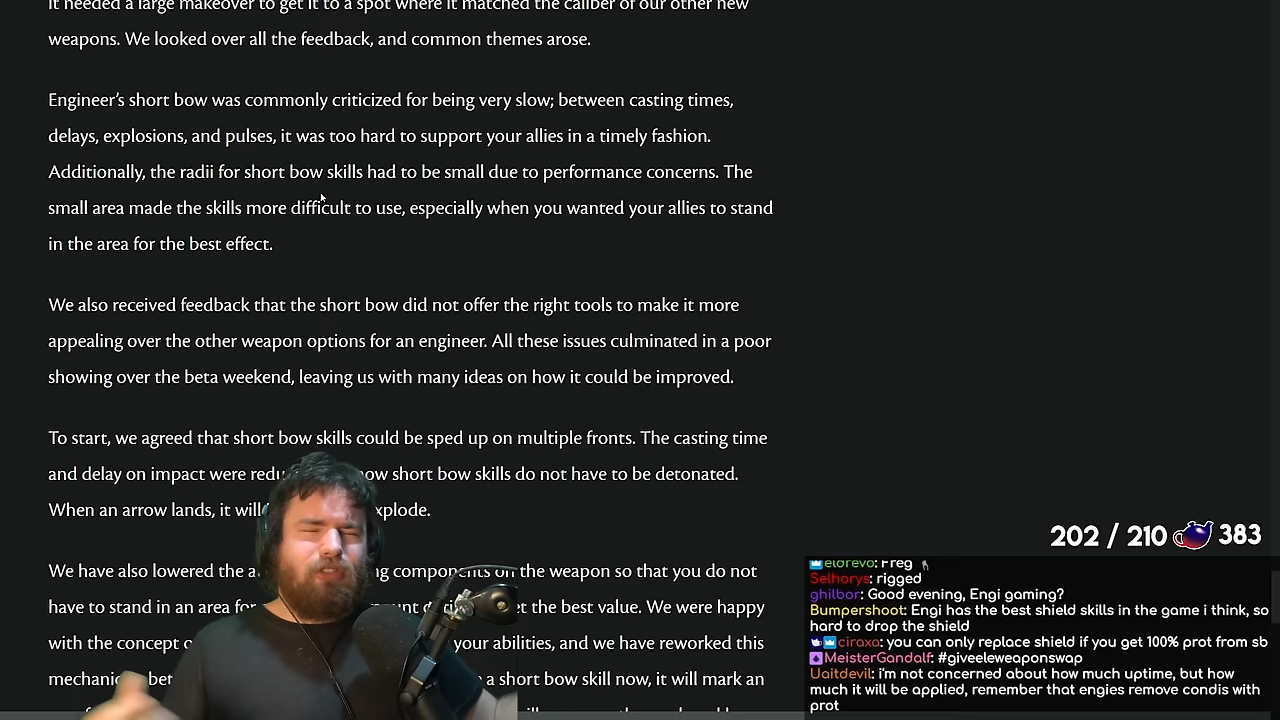 it needed a large makeover to get it to a spot where it matched the caliber of our other new
weapons. We looked over all the feedback, and common themes arose.
Engineer's short bow was commonly criticized for being very slow; between casting times,
delays, explosions, and pulses, it was too hard to support your allies in a timely fashion.
Additionally, the radii for short bow skills had to be small due to performance concerns. The
small area made the skills more difficult to use, especially when you wanted your allies to stand
in the area for the best effect.
We also received feedback that the short bow did not offer the right tools to make it more
appealing over the other weapon options for an engineer. All these issues culminated in a poor
showing over the beta weekend, leaving us with many ideas on how it could be improved.
To start, we agreed that short bow skills could be sped up on multiple fronts. The casting time
and delay on impact were short bow skills do not have to be detonated.
When an arrow lands, it will
We have also lowered the components on the weapon so that you do not
have to stand in an area for the best value. We were happy
with the concept your abilities, and we have reworked this
a short bow skill now, it will mark an
202 / 210 383
eldrevo: Freg
Selhorys: rigged
ghilbor: Good evening, Engi gaming?
Bumpershoot: Engi has the best shield skills in the game i think, so
hard to drop the shield
ciraxa: you can only replace shield if you get 100% prot from sb
MeisterGandalf: #giveeleweaponswap
Uaitdevil: i'm not concerned about how much uptime, but how
much it will be applied, remember that engies remove condis with
prot